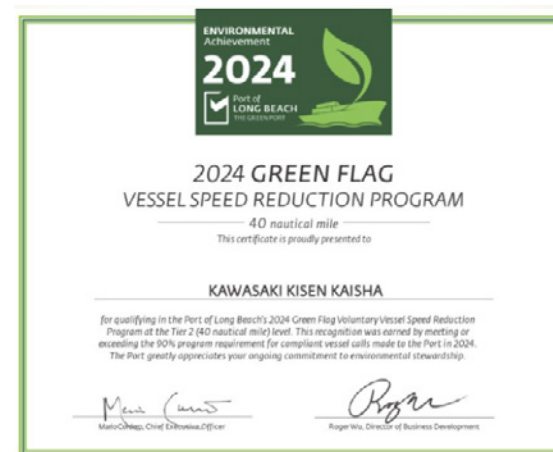 ENVIRONMENTAL
Achievement
2024
Port of
LONG BEACH
THE GREEN PORT
2024 GREEN FLAG
VESSEL SPEED REDUCTION PROGRAM
40 nautical mile
This certificate is proudly presented to
KAWASAKI KISEN KAISHA
for qualifying in the Port of Long Beach's 2024 Green Flag Voluntary Vessel Speed Reduction
Program at the Tier 2 (40 nautical mile) level. This recognition was earned by meeting or
exceeding the 90% program requirement for compliant vessel calls made to the Port in 2024.
The Port greatly appreciates your ongoing commitment to environmental stewardship.
Mario Cordero, Chief Executive Officer
Roger Wu, Director of Business Development